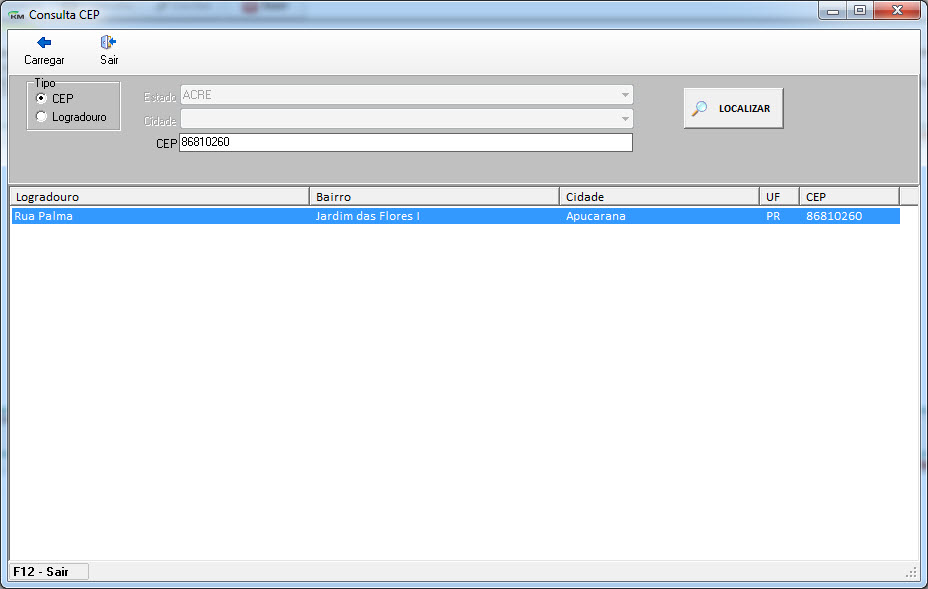 KM Consulta CEP
Carregar Sair
Tipo
CEP
Logradouro
Estado ACRE
Cidade
CEP 86810260
LOCALIZAR
Logradouro Bairro Cidade UF CEP
Rua Palma Jardim das Flores I Apucarana PR 86810260
F12 - Sair